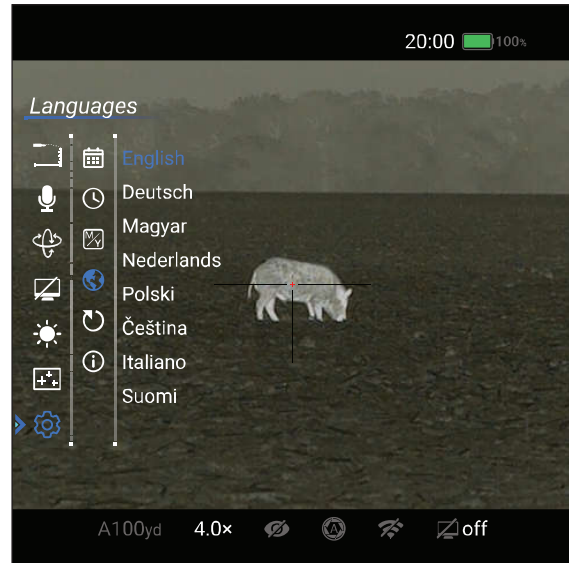 20:00 100%
Languages
English
Deutsch
Magyar
Nederlands
Polski
Čeština
Italiano
Suomi
M/Y
A100yd 4.0× A off